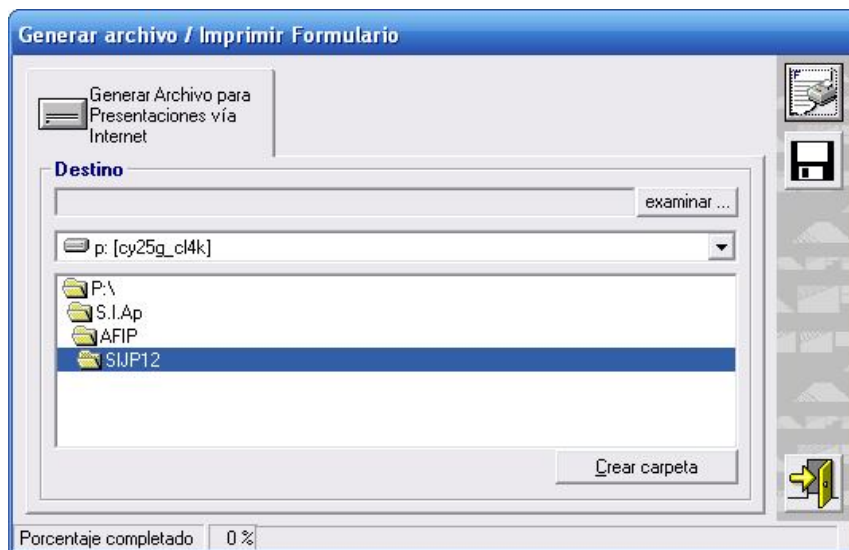 Generar archivo / Imprimir Formulario
Generar Archivo para
Presentaciones vía
Internet
Destino
examinar ...
p: [cy25g_cl4k]
P:\
S.I.Ap
AFIP
SIJP12
Crear carpeta
Porcentaje completado 0 %